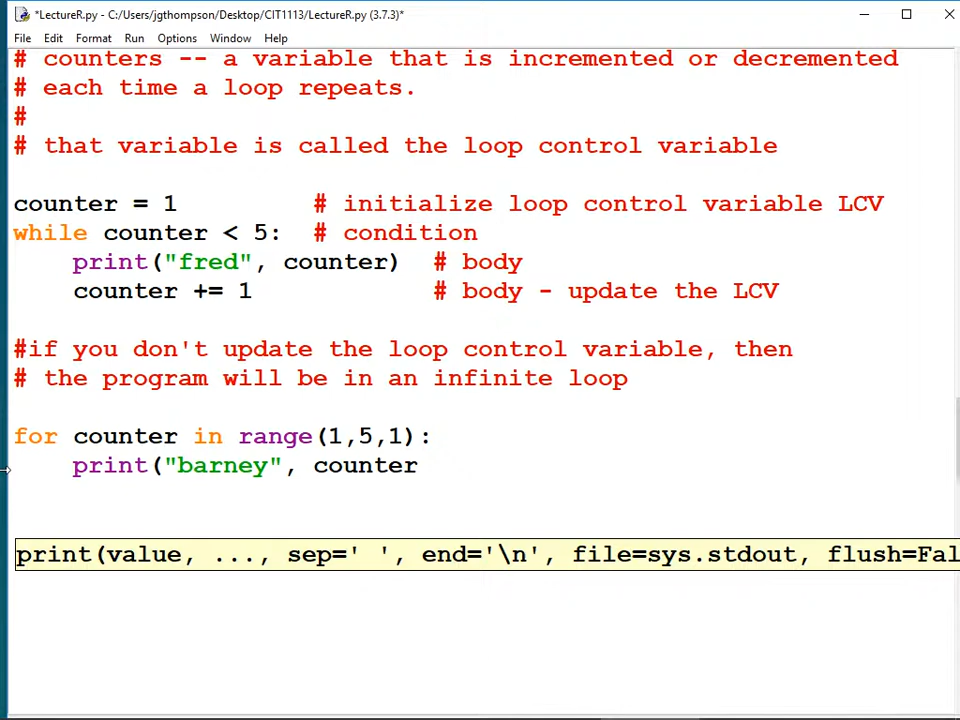 *LectureR.py - C:/Users/jgthompson/Desktop/CIT1113/LectureR.py (3.7.3)*
File Edit Format Run Options Window Help
# counters -- a variable that is incremented or decremented
# each time a loop repeats.
#
# that variable is called the loop control variable
counter = 1         # initialize loop control variable LCV
while counter < 5:  # condition
    print("fred", counter)  # body
    counter += 1            # body - update the LCV
#if you don't update the loop control variable, then
# the program will be in an infinite loop
for counter in range(1,5,1):
    print("barney", counter
print(value, ..., sep=' ', end='\n', file=sys.stdout, flush=Fal